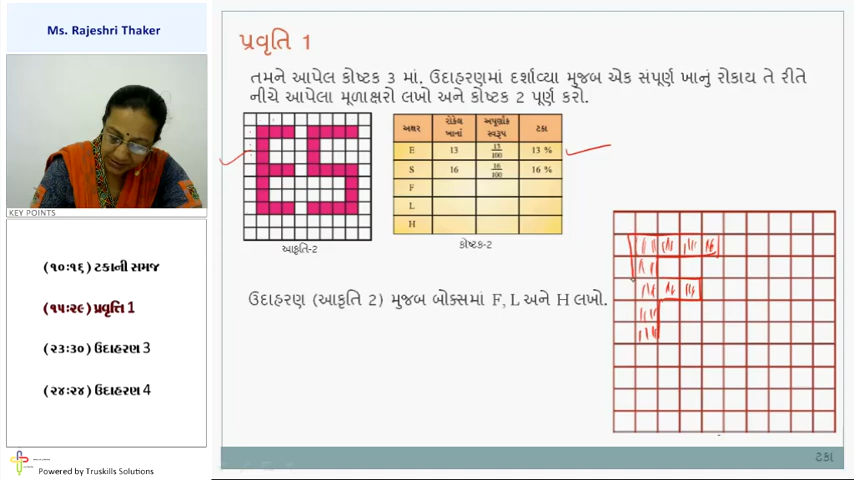 Ms. Rajeshri Thaker
KEY POINTS
(૧૦:૧૬) ટકાની સમજ
(૧૫:૨૯) પ્રવૃત્તિ 1
(૨૩:૩૦) ઉદાહરણ 3
(૨૪:૨૪) ઉદાહરણ 4
Powered by Truskills Solutions
પ્રવૃતિ 1
તમને આપેલ કોષ્ટક ૩ માં. ઉદાહરણમાં દર્શાવ્યા મુજબ એક સંપૂર્ણ ખાનું રોકાય તે રીતે
નીચે આપેલા મૂળાક્ષરો લખો અને કોષ્ટક 2 પૂર્ણ કરો.
અક્ષર રોકેલ ખાનાં અપૂર્ણાંક સ્વરૂપ ટકા
E 13 13/100 13 %
S 16 16/100 16 %
F
L
H
આકૃતિ-2
કોષ્ટક-2
ઉદાહરણ (આકૃતિ 2) મુજબ બોક્સમાં F, L અને H લખો.
ટકા